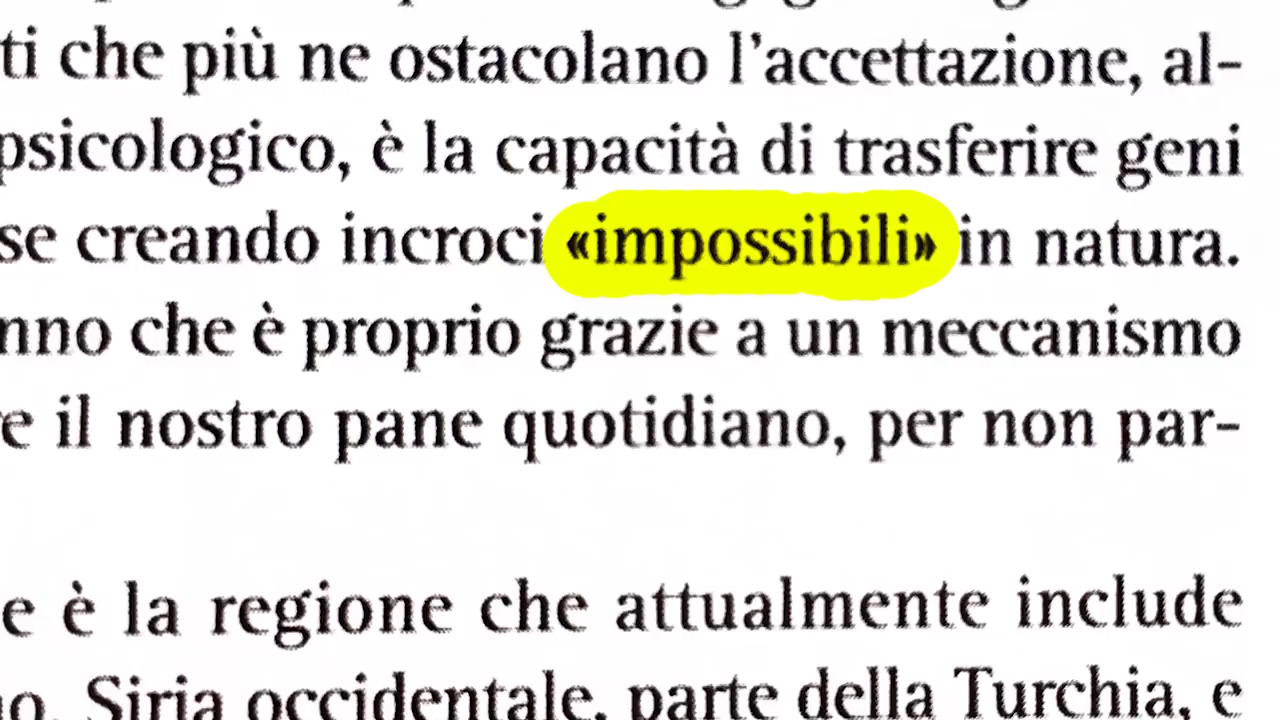 ti che più ne ostacolano l’accettazione, al-
psicologico, è la capacità di trasferire geni
se creando incroci «impossibili» in natura.
nno che è proprio grazie a un meccanismo
e il nostro pane quotidiano, per non par-
e è la regione che attualmente include
no, Siria occidentale, parte della Turchia, e